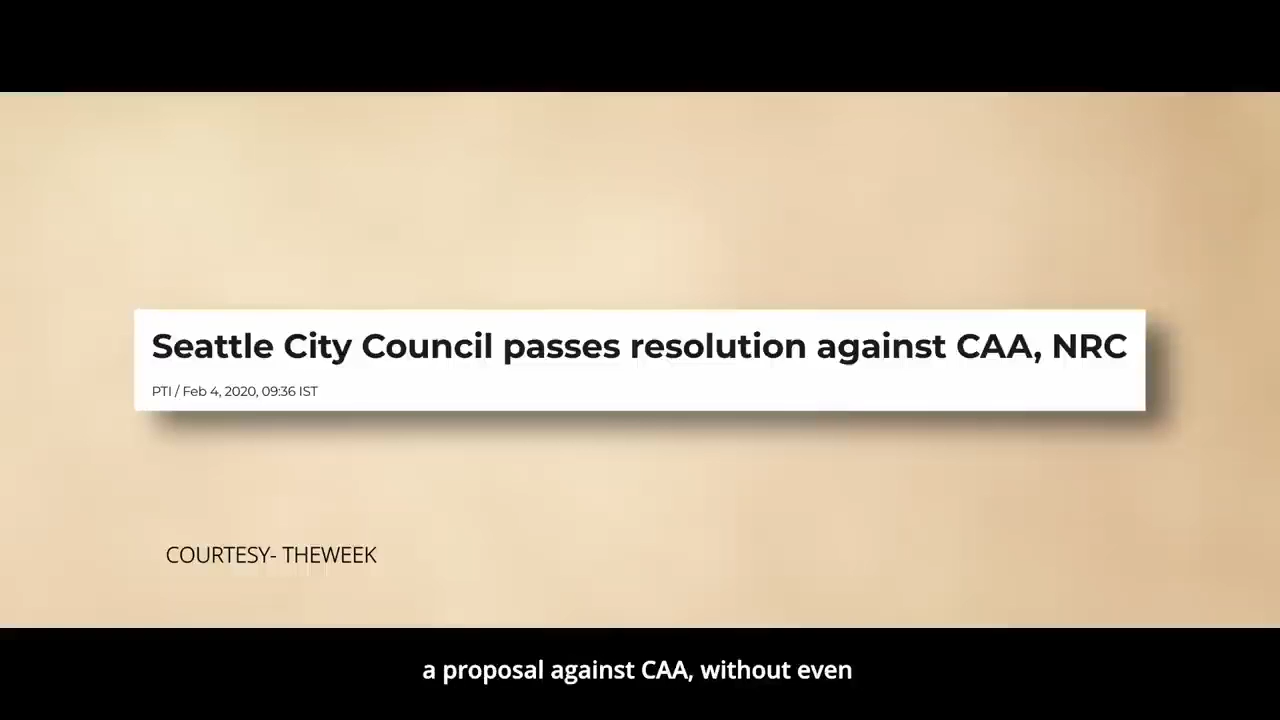 Seattle City Council passes resolution against CAA, NRC
PTI / Feb 4, 2020, 09:36 IST
COURTESY- THEWEEK
a proposal against CAA, without even